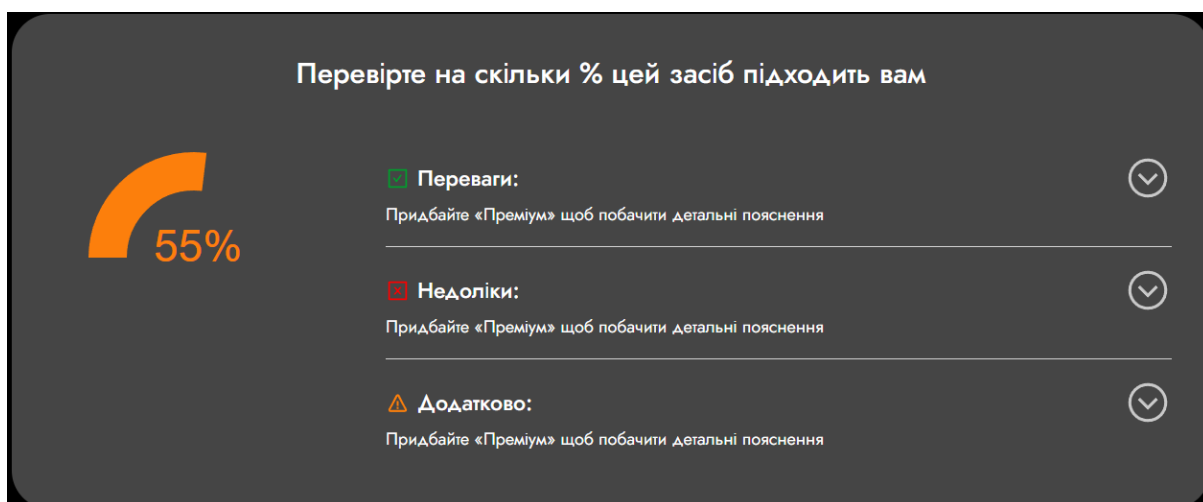 Перевірте на скільки % цей засіб підходить вам
55%
Переваги:
Придбайте «Преміум» щоб побачити детальні пояснення
Недоліки:
Придбайте «Преміум» щоб побачити детальні пояснення
Додатково:
Придбайте «Преміум» щоб побачити детальні пояснення